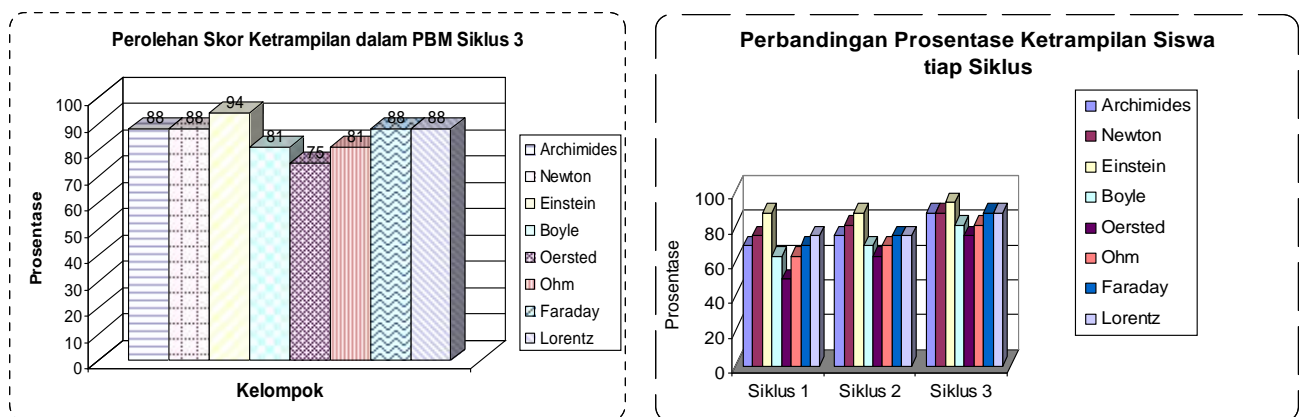 Perolehan Skor Ketrampilan dalam PBM Siklus 3
Prosentase
100
90
80
70
60
50
40
30
20
10
0
88
88
94
81
75
81
88
88
Kelompok
Archimides
Newton
Einstein
Boyle
Oersted
Ohm
Faraday
Lorentz
Perbandingan Prosentase Ketrampilan Siswa
tiap Siklus
Prosentase
100
80
60
40
20
0
Siklus 1
Siklus 2
Siklus 3
Archimides
Newton
Einstein
Boyle
Oersted
Ohm
Faraday
Lorentz